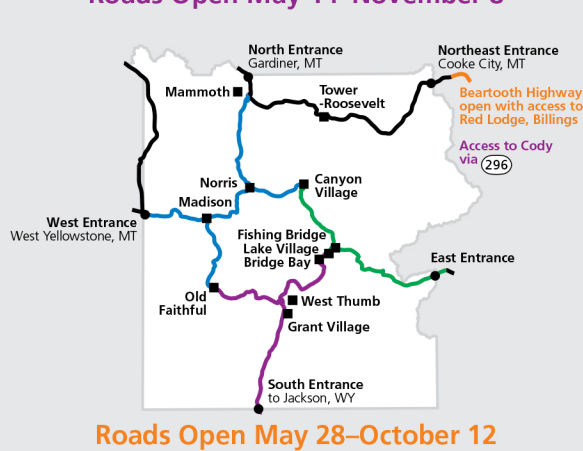 North Entrance
Gardiner, MT
Northeast Entrance
Cooke City, MT
Mammoth
Tower
-Roosevelt
Beartooth Highway
open with access to
Red Lodge, Billings
Access to Cody
via 296
Norris
Canyon
Village
Madison
West Entrance
West Yellowstone, MT
Fishing Bridge
Lake Village
Bridge Bay
East Entrance
Old
Faithful
West Thumb
Grant Village
South Entrance
to Jackson, WY
Roads Open May 28–October 12